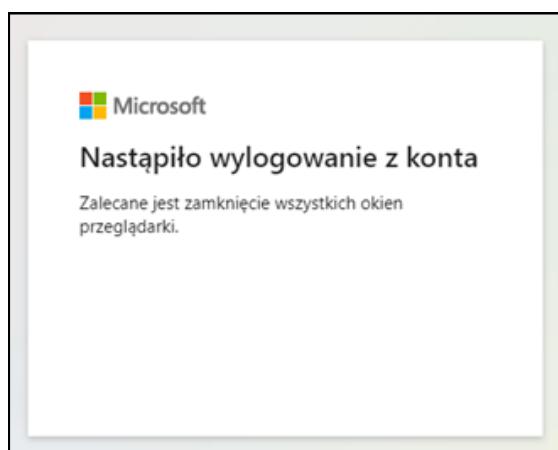 Microsoft
Nastąpiło wylogowanie z konta
Zalecane jest zamknięcie wszystkich okien
przeglądarki.